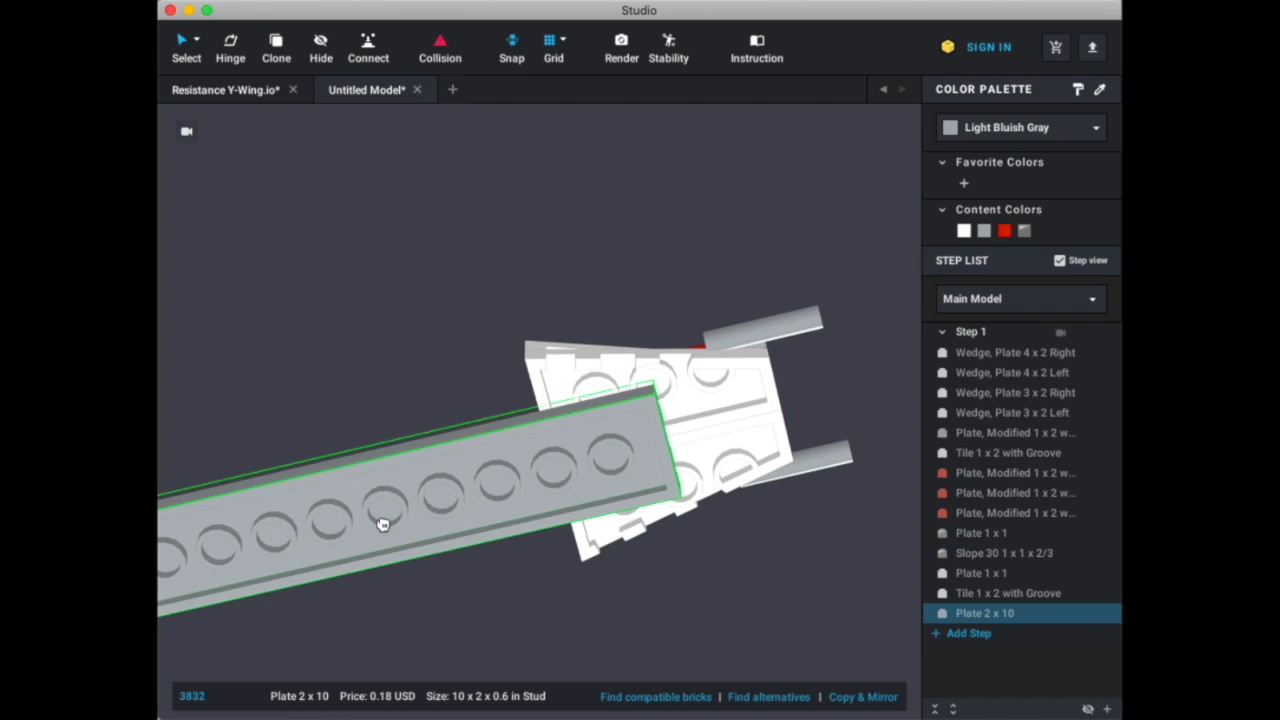 Studio
Select Hinge Clone Hide Connect Collision Snap Grid Render Stability Instruction SIGN IN
Resistance Y-Wing.io* Untitled Model*
COLOR PALETTE
Light Bluish Gray
Favorite Colors
Content Colors
STEP LIST Step view
Main Model
Step 1
Wedge, Plate 4 x 2 Right
Wedge, Plate 4 x 2 Left
Wedge, Plate 3 x 2 Right
Wedge, Plate 3 x 2 Left
Plate, Modified 1 x 2 w...
Tile 1 x 2 with Groove
Plate, Modified 1 x 2 w...
Plate, Modified 1 x 2 w...
Plate, Modified 1 x 2 w...
Plate 1 x 1
Slope 30 1 x 1 x 2/3
Plate 1 x 1
Tile 1 x 2 with Groove
Plate 2 x 10
+ Add Step
3832 Plate 2 x 10 Price: 0.18 USD Size: 10 x 2 x 0.6 in Stud Find compatible bricks | Find alternatives | Copy & Mirror